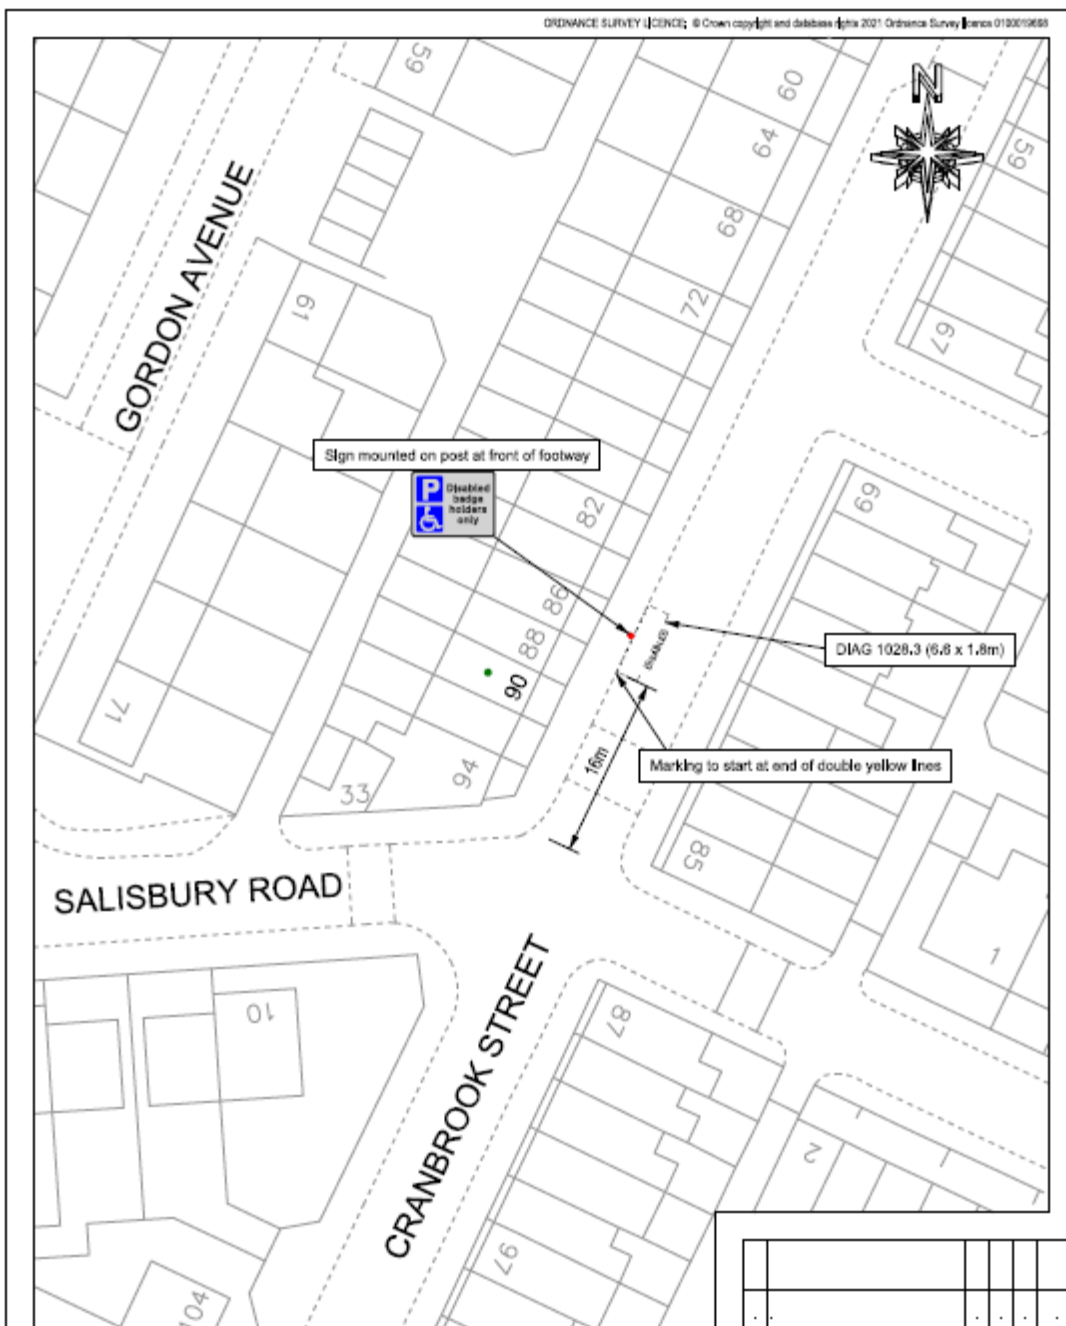 ORDNANCE SURVEY LICENCE; © Crown copyright and database rights 2021 Ordnance Survey licence 0100019668
N
59
60
64
59
68
GORDON AVENUE
61
72
67
Sign mounted on post at front of footway
P Disabled
badge
holders
only
82
69
86
88
90
DIAG 1028.3 (6.6 x 1.8m)
71
16m
Marking to start at end of double yellow lines
94
33
85
SALISBURY ROAD
1
10
87
CRANBROOK STREET
2
97
104